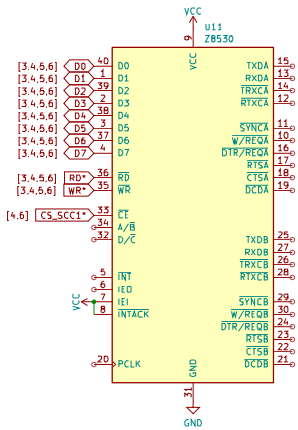 VCC
U11
Z8530
9
VCC
[3,4,5,6] D0 40 D0 TXDA 15
[3,4,5,6] D1 1 D1 RXDA 13
[3,4,5,6] D2 39 D2 TRXCA 14
[3,4,5,6] D3 2 D3 RTXCA 12
[3,4,5,6] D4 38 D4
[3,4,5,6] D5 3 D5 SYNCA 11
[3,4,5,6] D6 37 D6 W/REQA 10
[3,4,5,6] D7 4 D7 DTR/REQA 16
RTSA 17
[3,4,5,6] RD* 36 RD CTSA 18
[3,4,5,6] WR* 35 WR DCDA 19
[4,6] CS_SCC1* 33 CE
34 A/B
32 D/C TXDB 25
RXDB 27
TRXCB 26
5 INT RTXCB 28
6 IEO
VCC 7 IEI SYNCB 29
8 INTACK W/REQB 30
DTR/REQB 24
RTSB 23
CTSB 22
20 PCLK DCDB 21
GND
31
GND